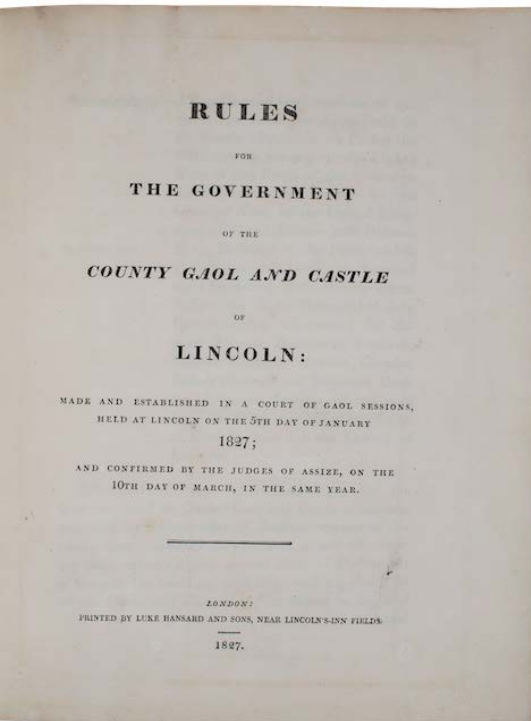 RULES
FOR
THE GOVERNMENT
OF THE
COUNTY GAOL AND CASTLE
OF
LINCOLN:
MADE AND ESTABLISHED IN A COURT OF GAOL SESSIONS,
HELD AT LINCOLN ON THE 5TH DAY OF JANUARY
1827;
AND CONFIRMED BY THE JUDGES OF ASSIZE, ON THE
10TH DAY OF MARCH, IN THE SAME YEAR.
LONDON:
PRINTED BY LUKE HANSARD AND SONS, NEAR LINCOLN'S-INN FIELDS.
1827.